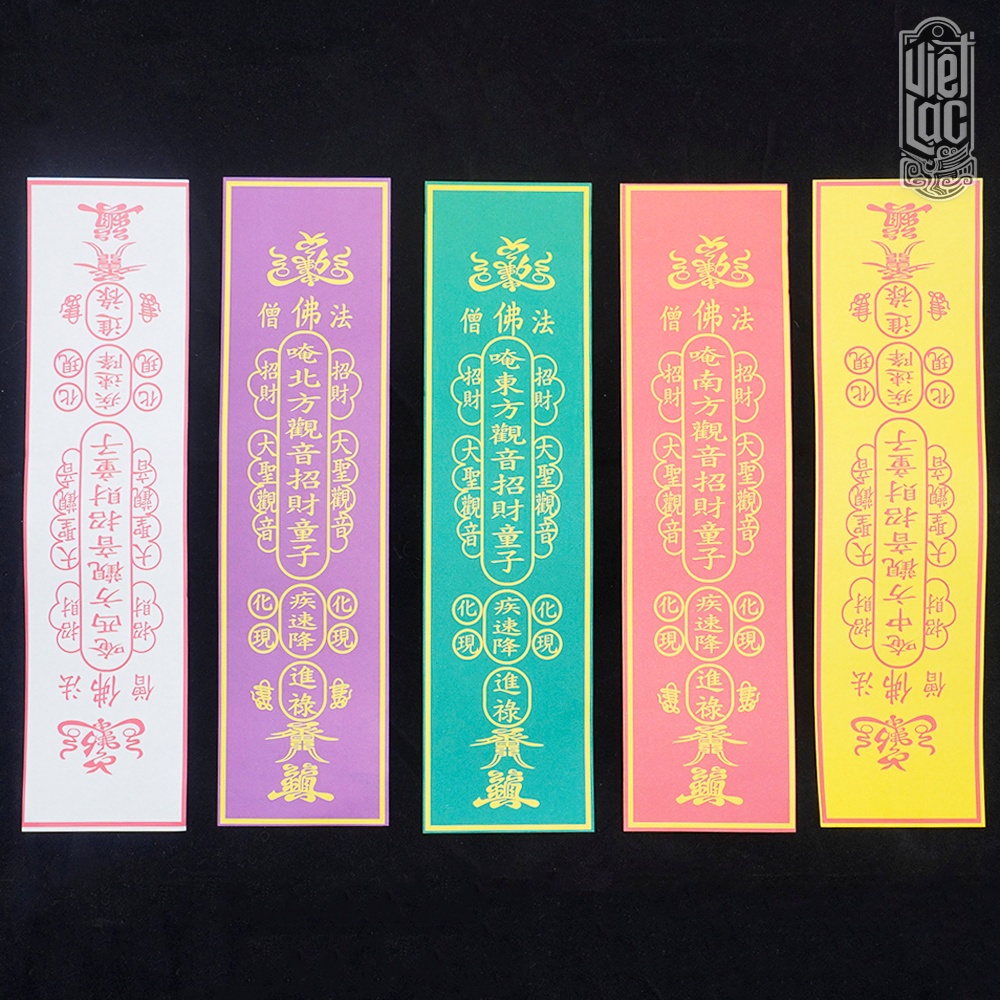 Việt
Lạc
僧佛法
唵西方觀音招財童子
招財
招財
大聖觀音
大聖觀音
疾速降
化現
化現
進祿
僧佛法
唵北方觀音招財童子
招財
招財
大聖觀音
大聖觀音
疾速降
化現
化現
進祿
僧佛法
唵東方觀音招財童子
招財
招財
大聖觀音
大聖觀音
疾速降
化現
化現
進祿
僧佛法
唵南方觀音招財童子
招財
招財
大聖觀音
大聖觀音
疾速降
化現
化現
進祿
僧佛法
唵中方觀音招財童子
招財
招財
大聖觀音
大聖觀音
疾速降
化現
化現
進祿